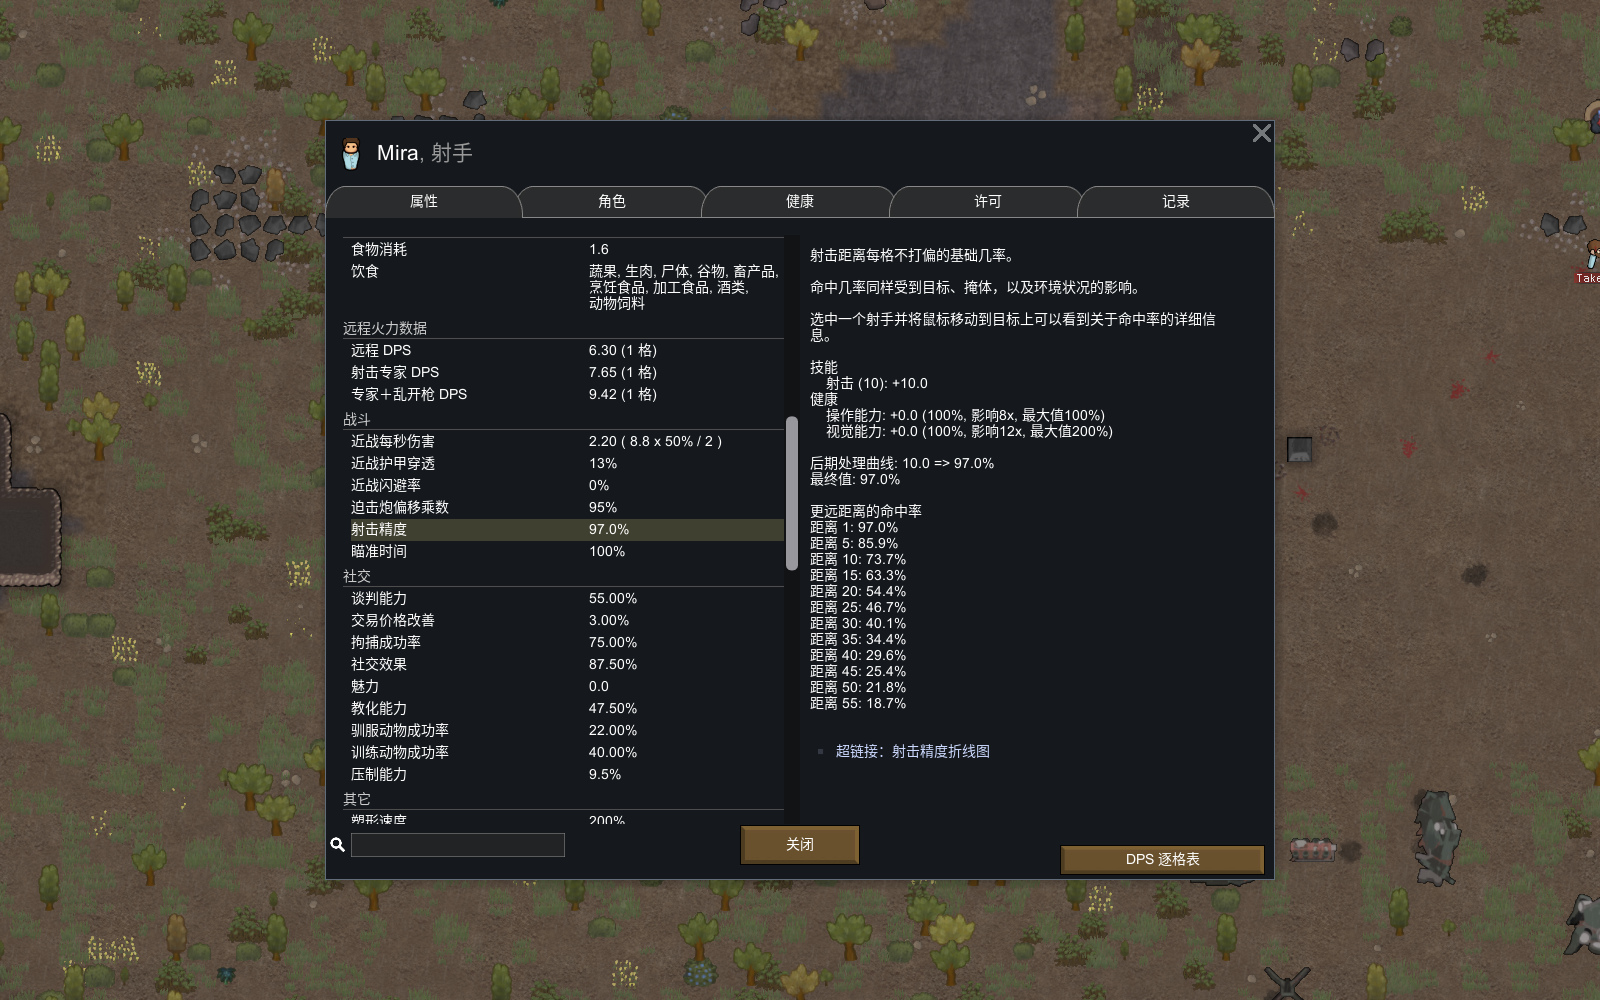 Mira, 射手
属性
角色
健康
许可
记录
食物消耗 1.6
饮食 蔬果, 生肉, 尸体, 谷物, 畜产品,
烹饪食品, 加工食品, 酒类,
动物饲料
远程火力数据
远程 DPS 6.30 (1 格)
射击专家 DPS 7.65 (1 格)
专家＋乱开枪 DPS 9.42 (1 格)
战斗
近战每秒伤害 2.20 ( 8.8 x 50% / 2 )
近战护甲穿透 13%
近战闪避率 0%
迫击炮偏移乘数 95%
射击精度 97.0%
瞄准时间 100%
社交
谈判能力 55.00%
交易价格改善 3.00%
拘捕成功率 75.00%
社交效果 87.50%
魅力 0.0
教化能力 47.50%
驯服动物成功率 22.00%
训练动物成功率 40.00%
压制能力 9.5%
其它
塑形速度 200%
射击距离每格不打偏的基础几率。
命中几率同样受到目标、掩体，以及环境状况的影响。
选中一个射手并将鼠标移动到目标上可以看到关于命中率的详细信
息。
技能
射击 (10): +10.0
健康
操作能力: +0.0 (100%, 影响8x, 最大值100%)
视觉能力: +0.0 (100%, 影响12x, 最大值200%)
后期处理曲线: 10.0 => 97.0%
最终值: 97.0%
更远距离的命中率
距离 1: 97.0%
距离 5: 85.9%
距离 10: 73.7%
距离 15: 63.3%
距离 20: 54.4%
距离 25: 46.7%
距离 30: 40.1%
距离 35: 34.4%
距离 40: 29.6%
距离 45: 25.4%
距离 50: 21.8%
距离 55: 18.7%
超链接：射击精度折线图
关闭
DPS 逐格表
Take